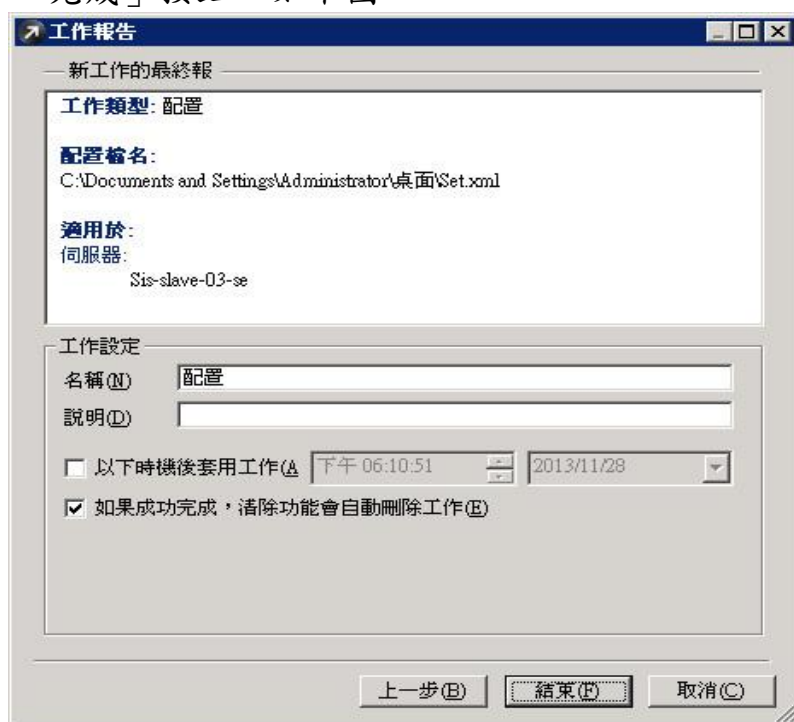 工作報告
新工作的最終報
工作類型: 配置
配置檔名:
C:\Documents and Settings\Administrator\桌面\Set.xml
適用於:
伺服器:
Sis-slave-03-se
工作設定
名稱(N) 配置
說明(D)
以下時機後套用工作(A 下午 06:10:51 2013/11/28
如果成功完成，清除功能會自動刪除工作(E)
上一步(B) 結束(F) 取消(C)